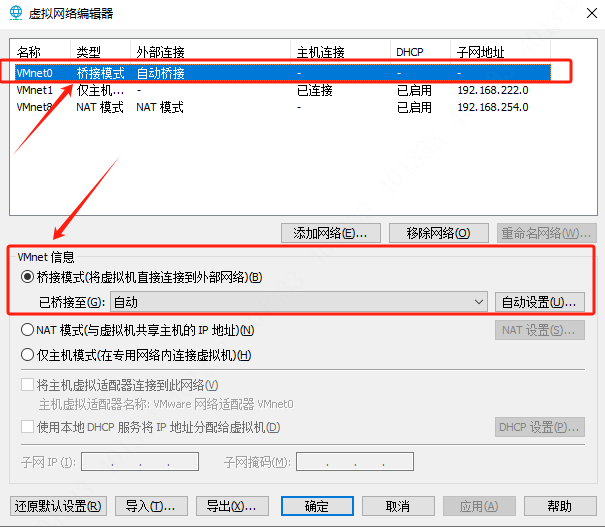 虚拟网络编辑器
名称 类型 外部连接 主机连接 DHCP 子网地址
VMnet0 桥接模式 自动桥接 - - -
VMnet1 仅主机... - 已连接 已启用 192.168.222.0
VMnet8 NAT 模式 NAT 模式 - 已启用 192.168.254.0
添加网络(E)... 移除网络(O) 重命名网络(W)...
VMnet 信息
桥接模式(将虚拟机直接连接到外部网络)(B)
已桥接至(G): 自动 自动设置(U)...
NAT 模式(与虚拟机共享主机的 IP 地址)(N) NAT 设置(S)...
仅主机模式(在专用网络内连接虚拟机)(H)
将主机虚拟适配器连接到此网络(V)
主机虚拟适配器名称: VMware 网络适配器 VMnet0
使用本地 DHCP 服务将 IP 地址分配给虚拟机(D) DHCP 设置(P)...
子网 IP (I): . . . 子网掩码(M): . . .
还原默认设置(R) 导入(T)... 导出(X)... 确定 取消 应用(A) 帮助